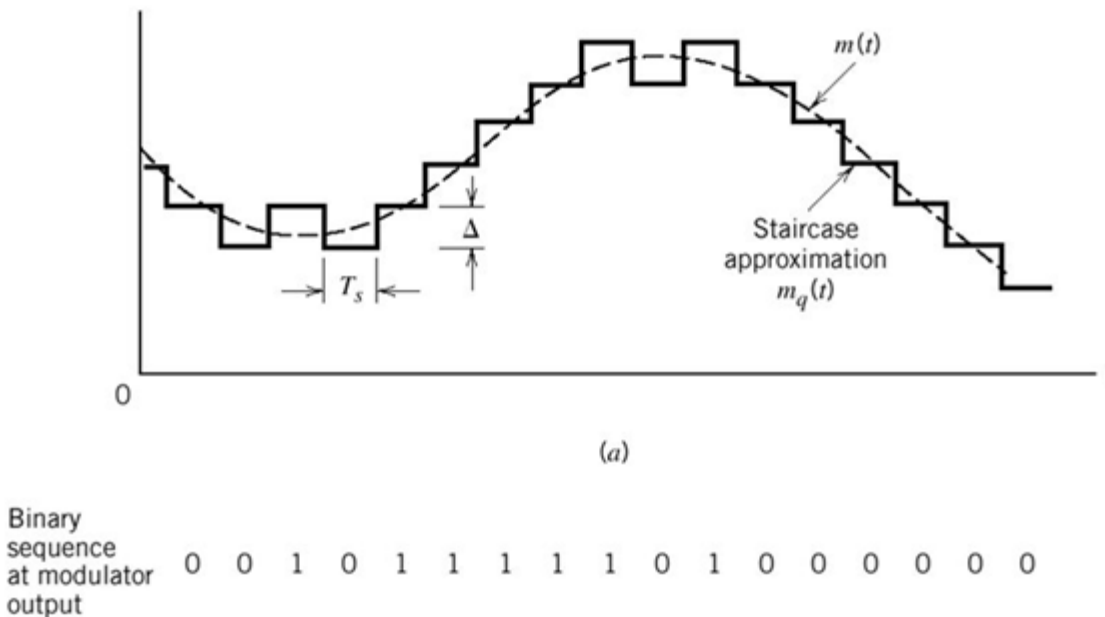 m(t)
Δ
Staircase
approximation
m_q(t)
T_s
0
(a)
Binary
sequence
at modulator
output
0 0 1 0 1 1 1 1 1 0 1 0 0 0 0 0 0